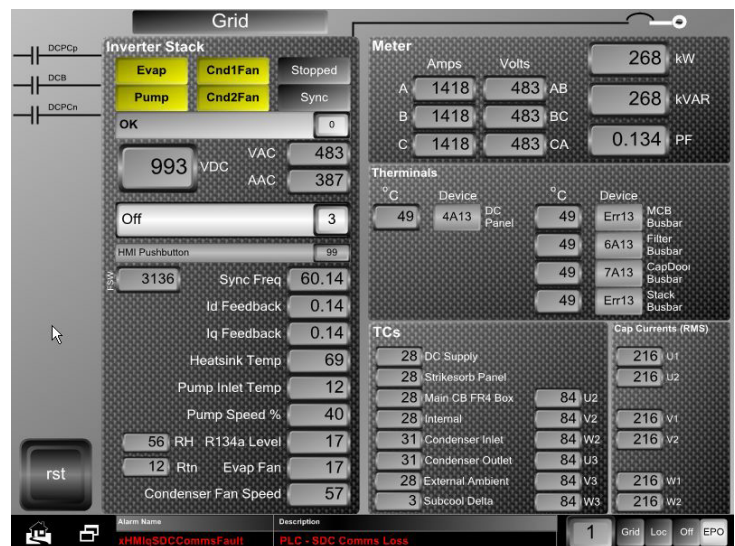 Grid
DCPCp
DCB
DCPCn
Inverter Stack
Evap Cnd1Fan Stopped
Pump Cnd2Fan Sync
OK 0
993 VDC VAC 483
AAC 387
Off 3
HMI Pushbutton 99
FSW 3136 Sync Freq 60.14
Id Feedback 0.14
Iq Feedback 0.14
Heatsink Temp 69
Pump Inlet Temp 12
Pump Speed % 40
56 RH R134a Level 17
12 Rtn Evap Fan 17
Condenser Fan Speed 57
rst
Meter
Amps Volts
A 1418 483 AB
B 1418 483 BC
C 1418 483 CA
268 kW
268 kVAR
0.134 PF
Therminals
°C Device °C Device
49 4A13 DC Panel
49 Err13 MCB Busbar
49 6A13 Filter Busbar
49 7A13 CapDoor Busbar
49 Err13 Stack Busbar
TCs
28 DC Supply
28 Strikesorb Panel
28 Main CB FR4 Box 84 U2
28 Internal 84 V2
31 Condenser Inlet 84 W2
31 Condenser Outlet 84 U3
28 External Ambient 84 V3
3 Subcool Delta 84 W3
Cap Currents (RMS)
216 U1
216 U2
216 V1
216 V2
216 W1
216 W2
Alarm Name Description
xHMIqSDCCommsFault PLC - SDC Comms Loss
1 Grid Loc Off EPO